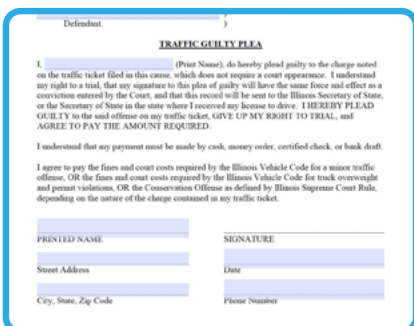 )
Defendant. )
TRAFFIC GUILTY PLEA
I, (Print Name), do hereby plead guilty to the charge noted
on the traffic ticket filed in this cause, which does not require a court appearance. I understand
my right to a trial, that my signature to this plea of guilty will have the same force and effect as a
conviction entered by the Court, and that this record will be sent to the Illinois Secretary of State,
or the Secretary of State in the state where I received my license to drive. I HEREBY PLEAD
GUILTY to the said offense on my traffic ticket, GIVE UP MY RIGHT TO TRIAL, and
AGREE TO PAY THE AMOUNT REQUIRED.
I understand that my payment must be made by cash, money order, certified check, or bank draft.
I agree to pay the fines and court costs required by the Illinois Vehicle Code for a minor traffic
offense, OR the fines and court costs required by the Illinois Vehicle Code for truck overweight
and permit violations, OR the Conservation Offense as defined by Illinois Supreme Court Rule,
depending on the nature of the charge contained in my traffic ticket.
PRINTED NAME SIGNATURE
Street Address Date
City, State, Zip Code Phone Number